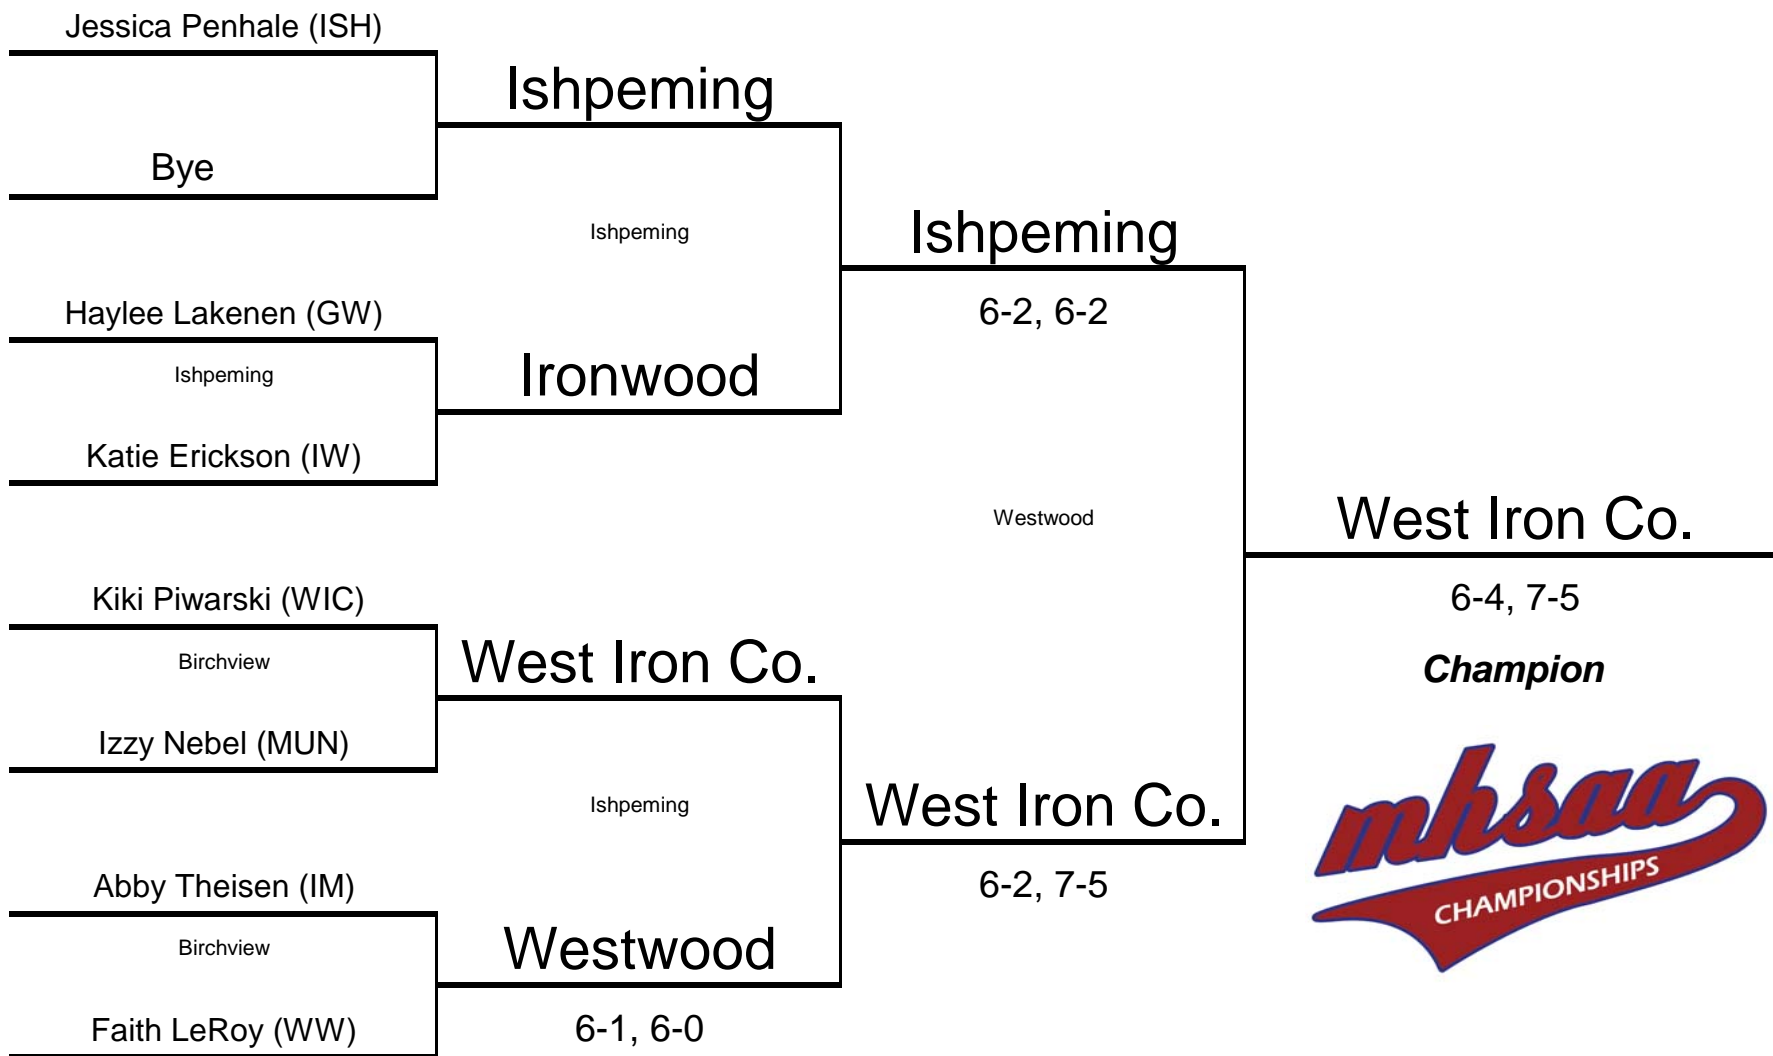 Jessica Penhale (ISH)
Ishpeming
Bye
Ishpeming
Ishpeming
Haylee Lakenen (GW)
6-2, 6-2
Ishpeming
Ironwood
Katie Erickson (IW)
Westwood
West Iron Co.
Kiki Piwarski (WIC)
6-4, 7-5
Birchview
West Iron Co.
Champion
Izzy Nebel (MUN)
Ishpeming
West Iron Co.
mhsaa
CHAMPIONSHIPS
Abby Theisen (IM)
6-2, 7-5
Birchview
Westwood
Faith LeRoy (WW)
6-1, 6-0